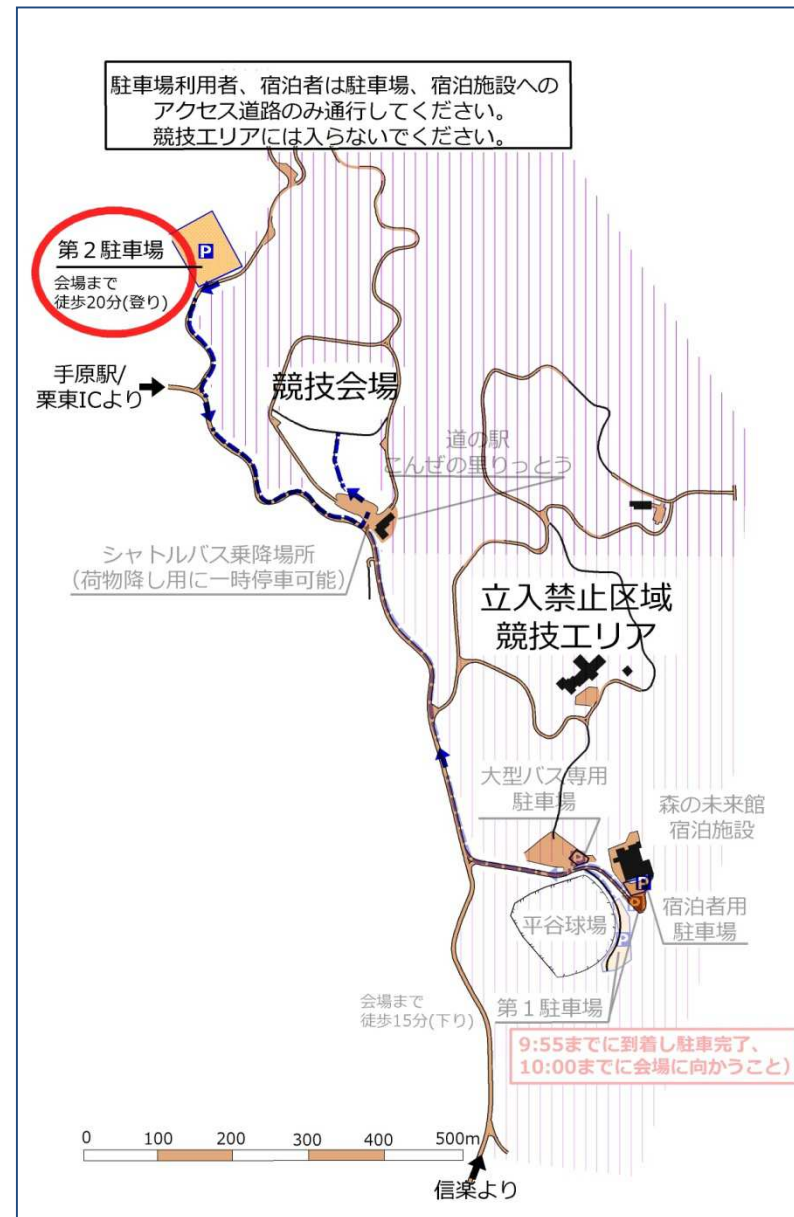 駐車場利用者、宿泊者は駐車場、宿泊施設への
アクセス道路のみ通行してください。
競技エリアには入らないでください。
P
第２駐車場
会場まで
徒歩20分(登り)
手原駅/
栗東ICより
競技会場
道の駅
こんぜの里りっとう
シャトルバス乗降場所
（荷物降し用に一時停車可能）
立入禁止区域
競技エリア
大型バス専用
駐車場
森の未来館
宿泊施設
P
P
平谷球場
P
宿泊者用
駐車場
会場まで
徒歩15分(下り)
第１駐車場
9:55までに到着し駐車完了、
10:00までに会場に向かうこと）
0 100 200 300 400 500m
信楽より